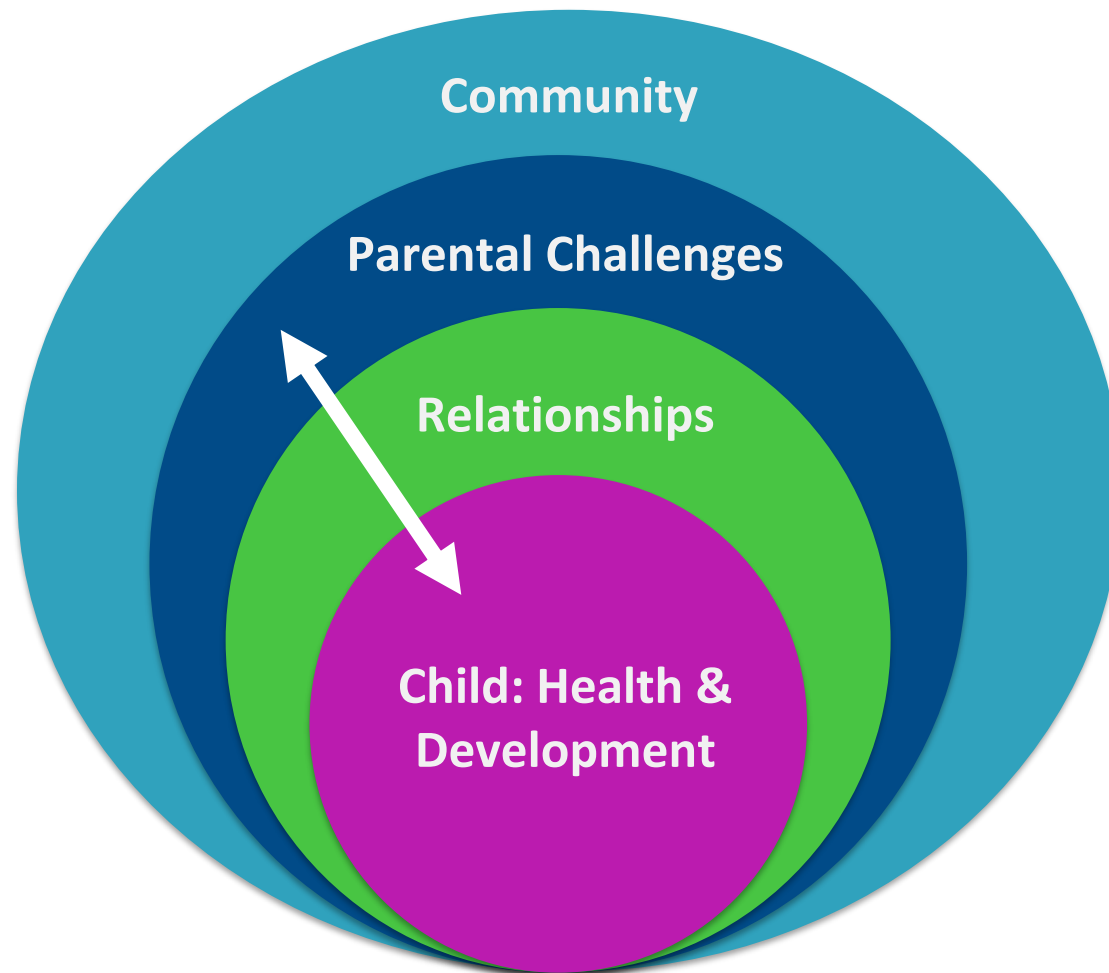 Community
Parental Challenges
Relationships
Child: Health &
Development